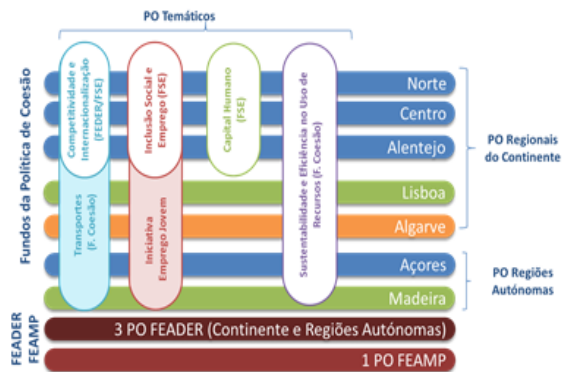 PO Temáticos
Fundos da Política de Coesão
FEADER
FEAMP
Competitividade e
Internacionalização
(FEDER/FSE)
Transportes
(F. Coesão)
Inclusão Social e
Emprego (FSE)
Iniciativa
Emprego Jovem
Capital Humano
(FSE)
Sustentabilidade e Eficiência no Uso de
Recursos (F. Coesão)
Norte
Centro
Alentejo
Lisboa
Algarve
Açores
Madeira
PO Regionais
do Continente
PO Regiões
Autónomas
3 PO FEADER (Continente e Regiões Autónomas)
1 PO FEAMP